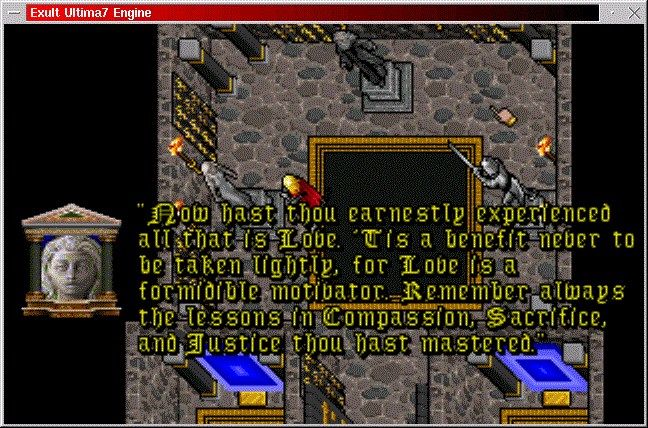 Exult Ultima7 Engine
"Now hast thou earnestly experienced
all that is Love. 'Tis a benefit never to
be taken lightly, for Love is a
formidible motivator. Remember always
the lessons in Compassion, Sacrifice,
and Justice thou hast mastered."